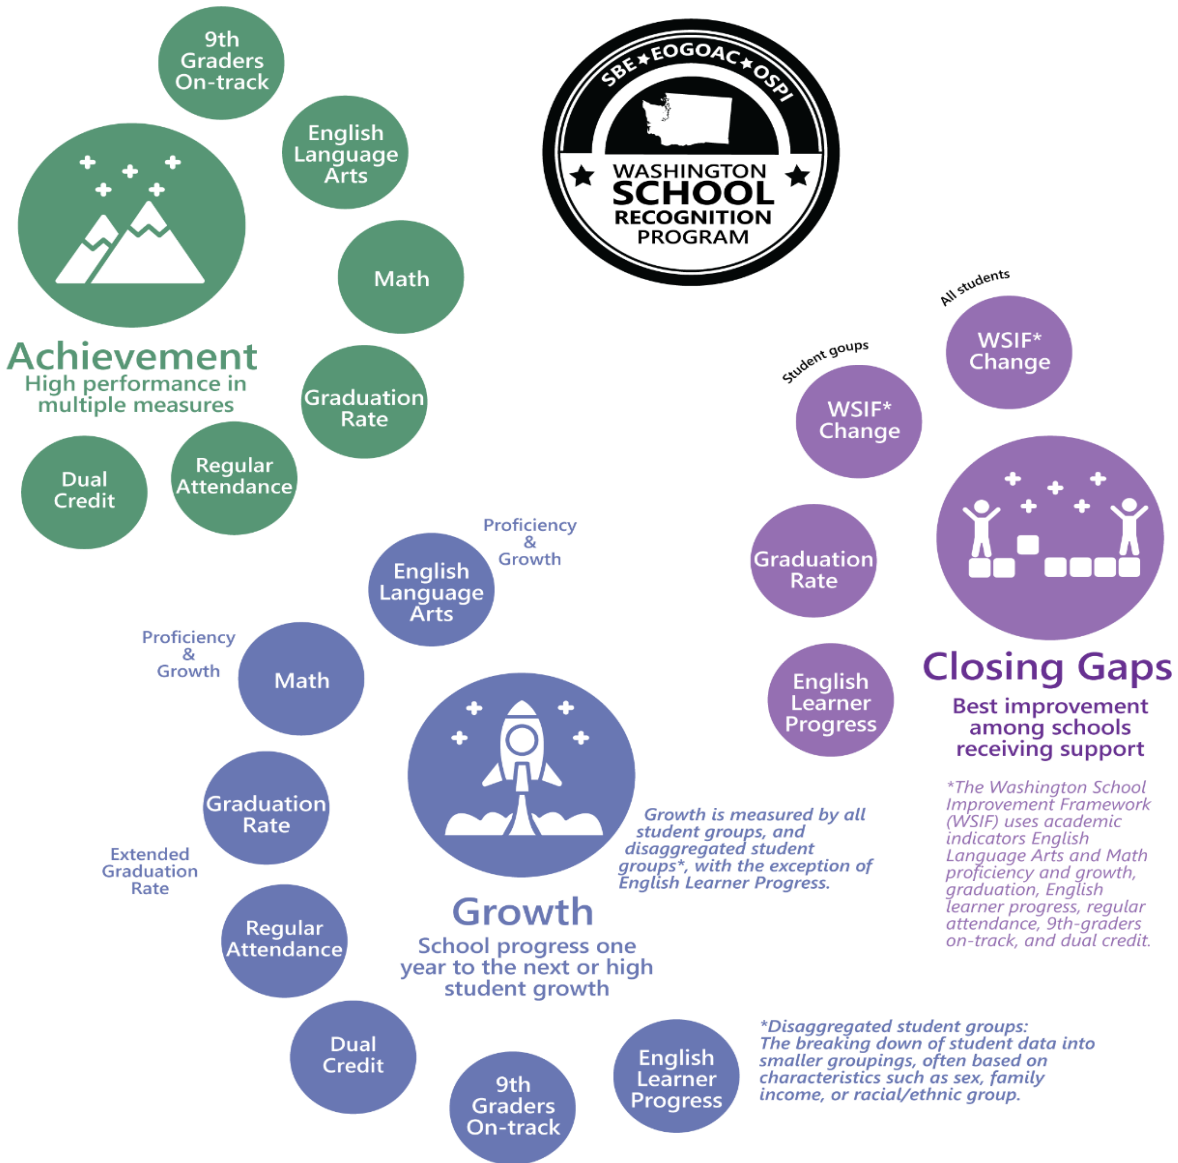 SBE★EOGOAC★OSPI
WASHINGTON
SCHOOL
RECOGNITION
PROGRAM
9th
Graders
On-track
English
Language
Arts
Math
Graduation
Rate
Regular
Attendance
Dual
Credit
Achievement
High performance in
multiple measures
All students
WSIF*
Change
Student goups
WSIF*
Change
Graduation
Rate
English
Learner
Progress
Closing Gaps
Best improvement
among schools
receiving support
*The Washington School
Improvement Framework
(WSIF) uses academic
indicators English
Language Arts and Math
proficiency and growth,
graduation, English
learner progress, regular
attendance, 9th-graders
on-track, and dual credit.
Proficiency
&
Growth
English
Language
Arts
Proficiency
&
Growth
Math
Graduation
Rate
Extended
Graduation
Rate
Regular
Attendance
Dual
Credit
9th
Graders
On-track
English
Learner
Progress
Growth
School progress one
year to the next or high
student growth
Growth is measured by all
student groups, and
disaggregated student
groups*, with the exception of
English Learner Progress.
*Disaggregated student groups:
The breaking down of student data into
smaller groupings, often based on
characteristics such as sex, family
income, or racial/ethnic group.